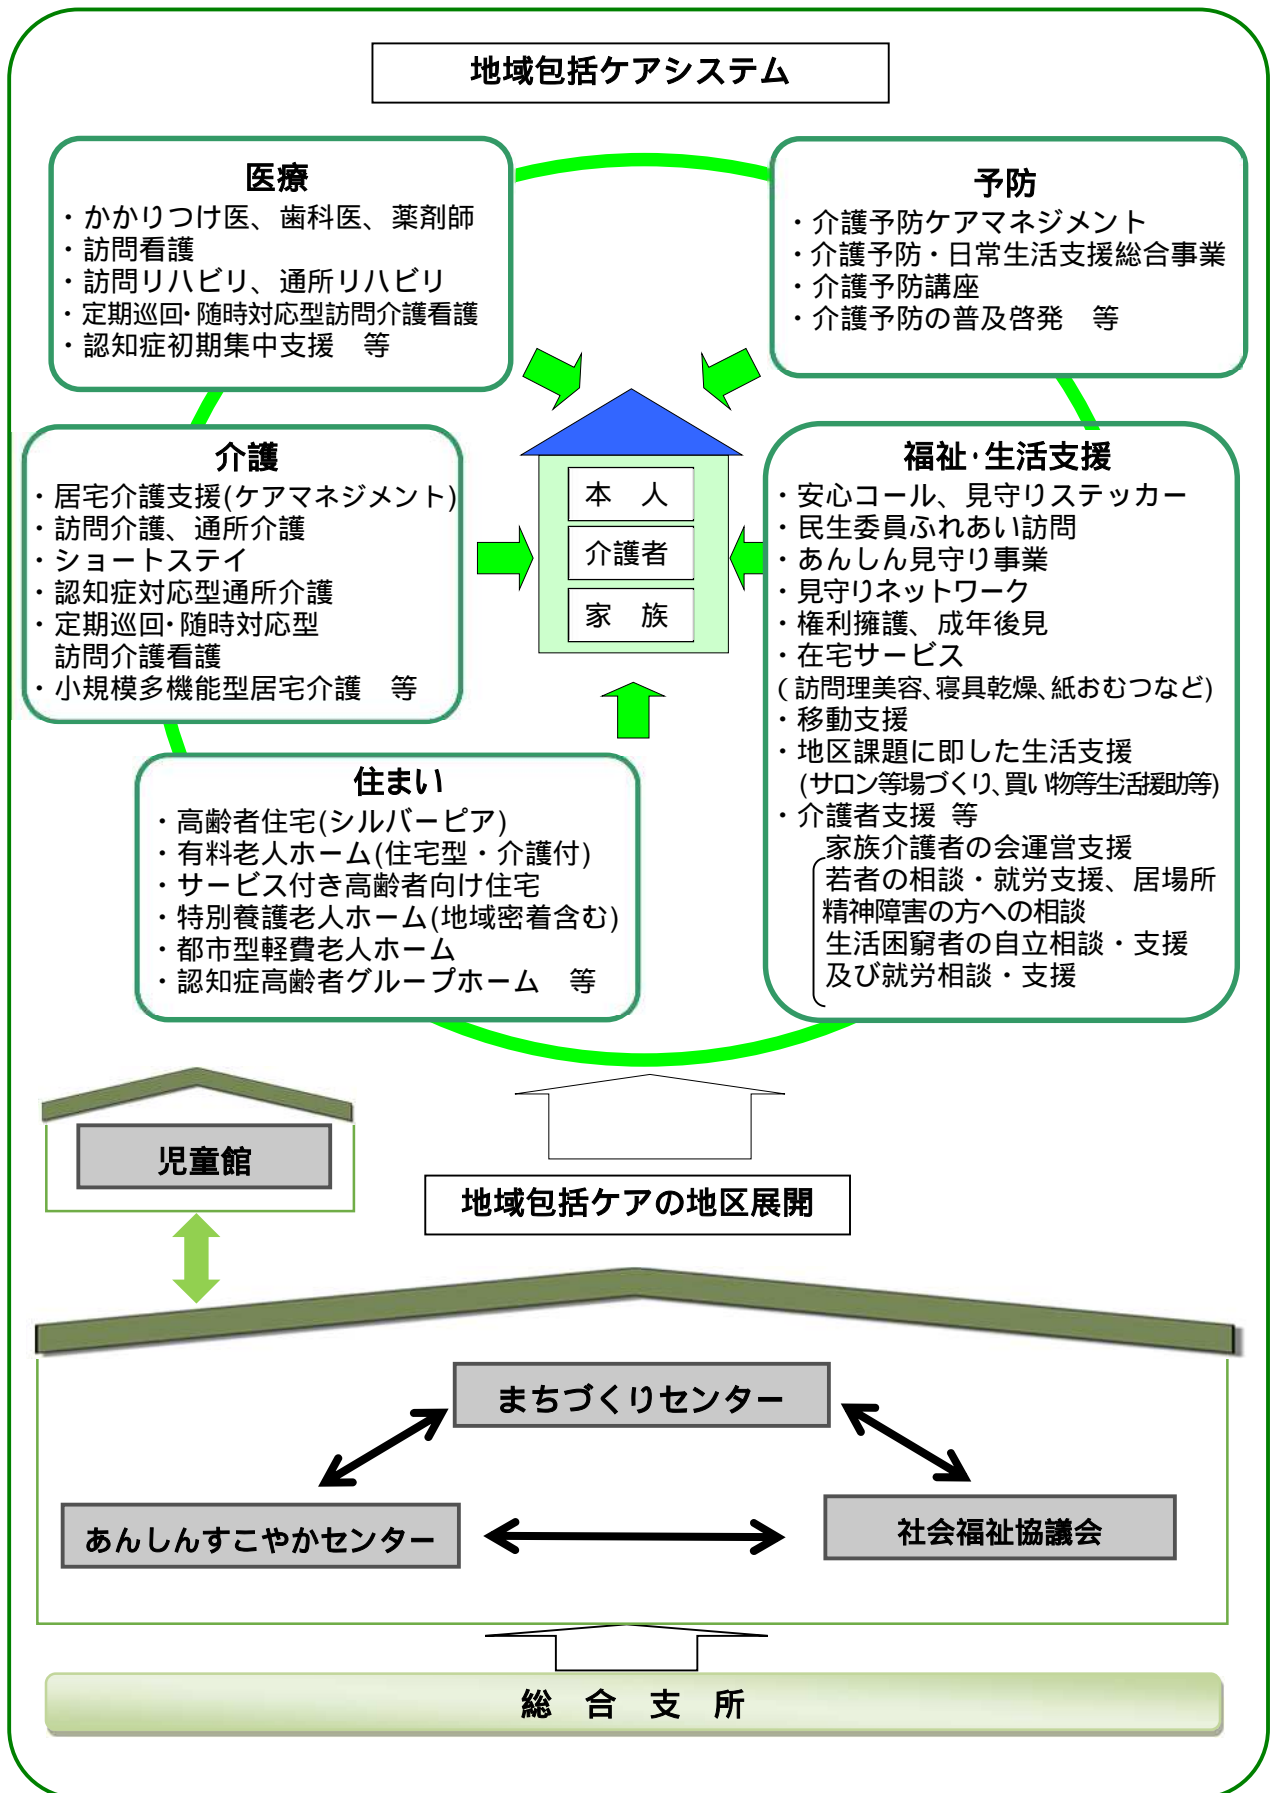 地域包括ケアシステム
医療
・かかりつけ医、歯科医、薬剤師
・訪問看護
・訪問リハビリ、通所リハビリ
・定期巡回・随時対応型訪問介護看護
・認知症初期集中支援　等
予防
・介護予防ケアマネジメント
・介護予防・日常生活支援総合事業
・介護予防講座
・介護予防の普及啓発　等
介護
・居宅介護支援(ケアマネジメント)
・訪問介護、通所介護
・ショートステイ
・認知症対応型通所介護
・定期巡回・随時対応型
訪問介護看護
・小規模多機能型居宅介護　等
本　人
介護者
家　族
福祉・生活支援
・安心コール、見守りステッカー
・民生委員ふれあい訪問
・あんしん見守り事業
・見守りネットワーク
・権利擁護、成年後見
・在宅サービス
(訪問理美容、寝具乾燥、紙おむつなど)
・移動支援
・地区課題に即した生活支援
(サロン等場づくり、買い物等生活援助等)
・介護者支援 等
家族介護者の会運営支援
若者の相談・就労支援、居場所
精神障害の方への相談
生活困窮者の自立相談・支援
及び就労相談・支援
住まい
・高齢者住宅(シルバーピア)
・有料老人ホーム(住宅型・介護付)
・サービス付き高齢者向け住宅
・特別養護老人ホーム(地域密着含む)
・都市型軽費老人ホーム
・認知症高齢者グループホーム　等
児童館
地域包括ケアの地区展開
まちづくりセンター
あんしんすこやかセンター
社会福祉協議会
総　合　支　所